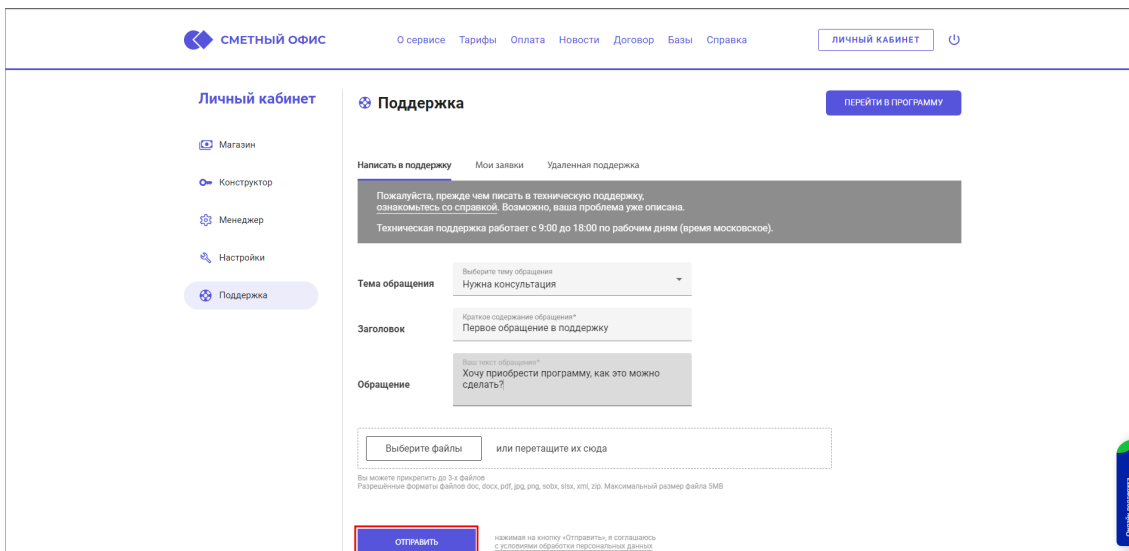 СМЕТНЫЙ ОФИС
О сервисе Тарифы Оплата Новости Договор Базы Справка
ЛИЧНЫЙ КАБИНЕТ
Личный кабинет
Магазин
Конструктор
Менеджер
Настройки
Поддержка
Поддержка
ПЕРЕЙТИ В ПРОГРАММУ
Написать в поддержку Мои заявки Удаленная поддержка
Пожалуйста, прежде чем писать в техническую поддержку,
ознакомьтесь со справкой. Возможно, ваша проблема уже описана.
Техническая поддержка работает с 9:00 до 18:00 по рабочим дням (время московское).
Тема обращения
Выберите тему обращения
Нужна консультация
Заголовок
Краткое содержание обращения*
Первое обращение в поддержку
Обращение
Ваш текст обращения*
Хочу приобрести программу, как это можно
сделать?
Выберите файлы или перетащите их сюда
Вы можете прикрепить до 3-х файлов
Разрешённые форматы файлов doc, docx, pdf, jpg, png, sobx, slsx, xml, zip. Максимальный размер файла 5MB
ОТПРАВИТЬ
нажимая на кнопку «Отправить», я соглашаюсь
с условиями обработки персональных данных